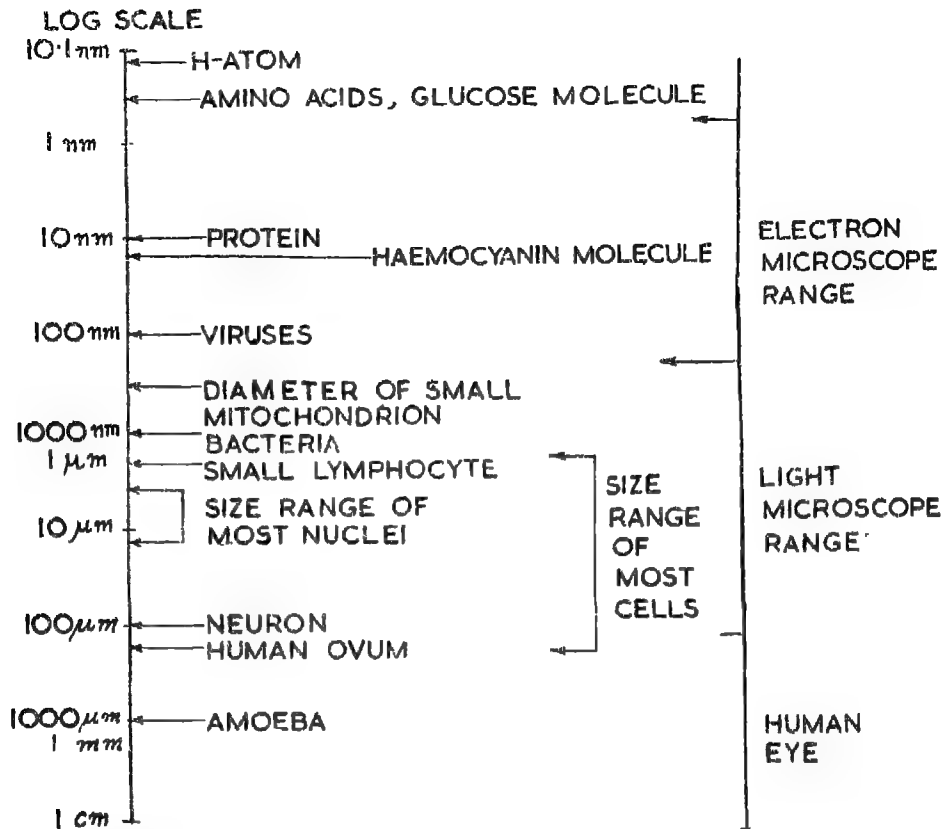 LOG SCALE
10·1nm
H-ATOM
AMINO ACIDS, GLUCOSE MOLECULE
1 nm
10nm
PROTEIN
HAEMOCYANIN MOLECULE
ELECTRON
MICROSCOPE
RANGE
100nm
VIRUSES
DIAMETER OF SMALL
MITOCHONDRION
1000nm
BACTERIA
1 μm
SMALL LYMPHOCYTE
SIZE RANGE OF
MOST NUCLEI
10 μm
SIZE
RANGE
OF
MOST
CELLS
LIGHT
MICROSCOPE
RANGE
100μm
NEURON
HUMAN OVUM
1000μm
1 mm
AMOEBA
HUMAN
EYE
1 cm